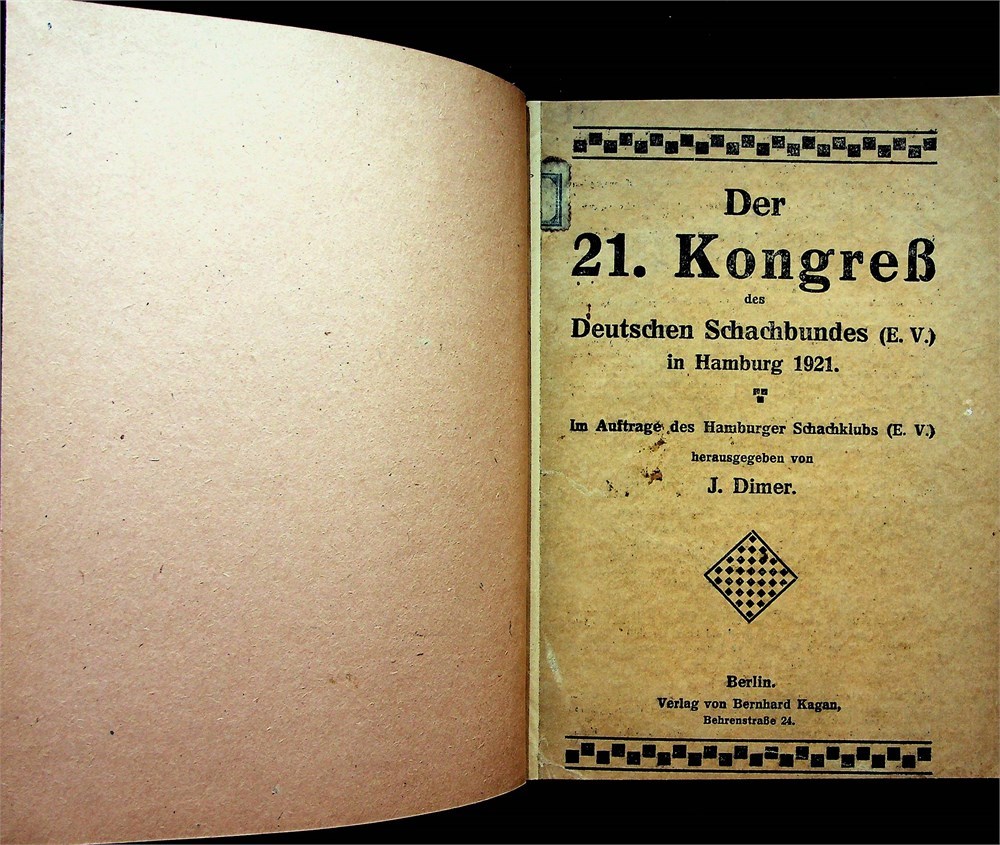 Der
21. Kongreß
des
Deutschen Schachbundes (E. V.)
in Hamburg 1921.
Im Auftrage des Hamburger Schachklubs (E. V.)
herausgegeben von
J. Dimer.
Berlin.
Verlag von Bernhard Kagan,
Behrenstraße 24.